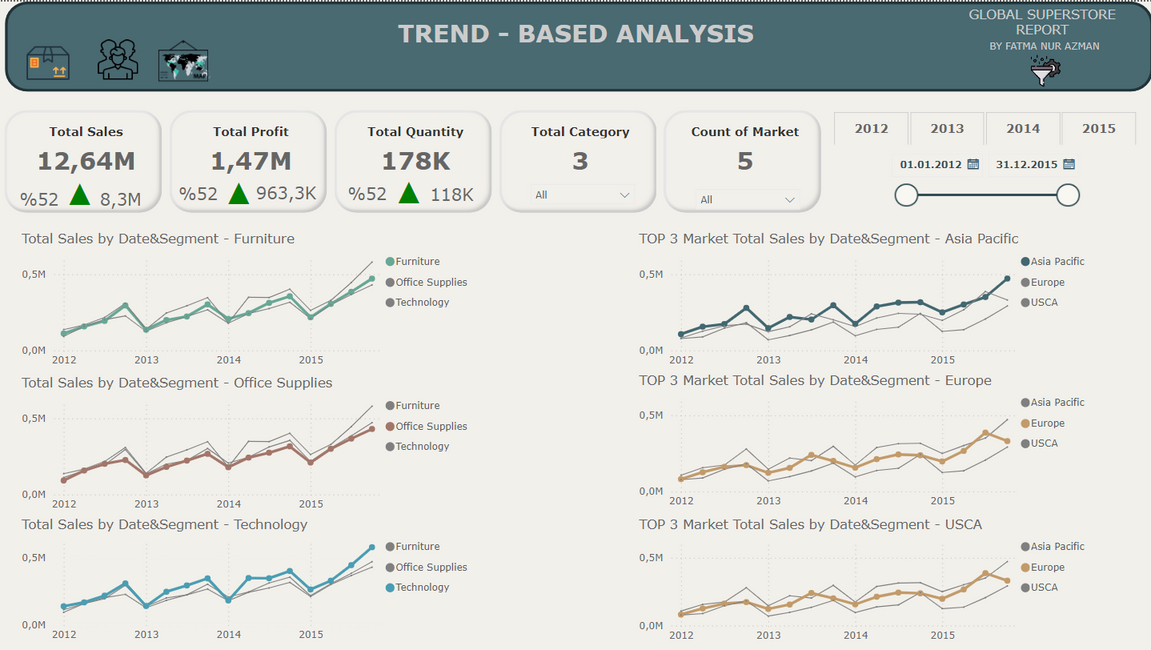 TREND - BASED ANALYSIS
GLOBAL SUPERSTORE
REPORT
BY FATMA NUR AZMAN
Total Sales
12,64M
%52 8,3M
Total Profit
1,47M
%52 963,3K
Total Quantity
178K
%52 118K
Total Category
3
All
Count of Market
5
All
2012 2013 2014 2015
01.01.2012 31.12.2015
Total Sales by Date&Segment - Furniture
0,5M
0,0M
2012 2013 2014 2015
Furniture
Office Supplies
Technology
TOP 3 Market Total Sales by Date&Segment - Asia Pacific
0,5M
0,0M
2012 2013 2014 2015
Asia Pacific
Europe
USCA
Total Sales by Date&Segment - Office Supplies
0,5M
0,0M
2012 2013 2014 2015
Furniture
Office Supplies
Technology
TOP 3 Market Total Sales by Date&Segment - Europe
0,5M
0,0M
2012 2013 2014 2015
Asia Pacific
Europe
USCA
Total Sales by Date&Segment - Technology
0,5M
0,0M
2012 2013 2014 2015
Furniture
Office Supplies
Technology
TOP 3 Market Total Sales by Date&Segment - USCA
0,5M
0,0M
2012 2013 2014 2015
Asia Pacific
Europe
USCA